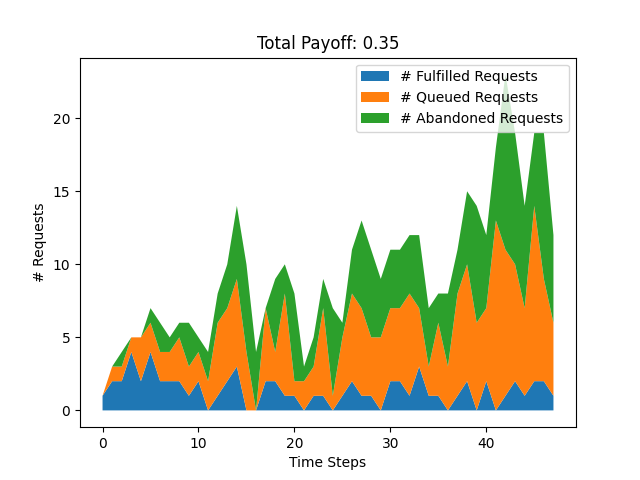 Total Payoff: 0.35
# Fulfilled Requests
# Queued Requests
# Abandoned Requests
# Requests
20
15
10
5
0
0 10 20 30 40
Time Steps